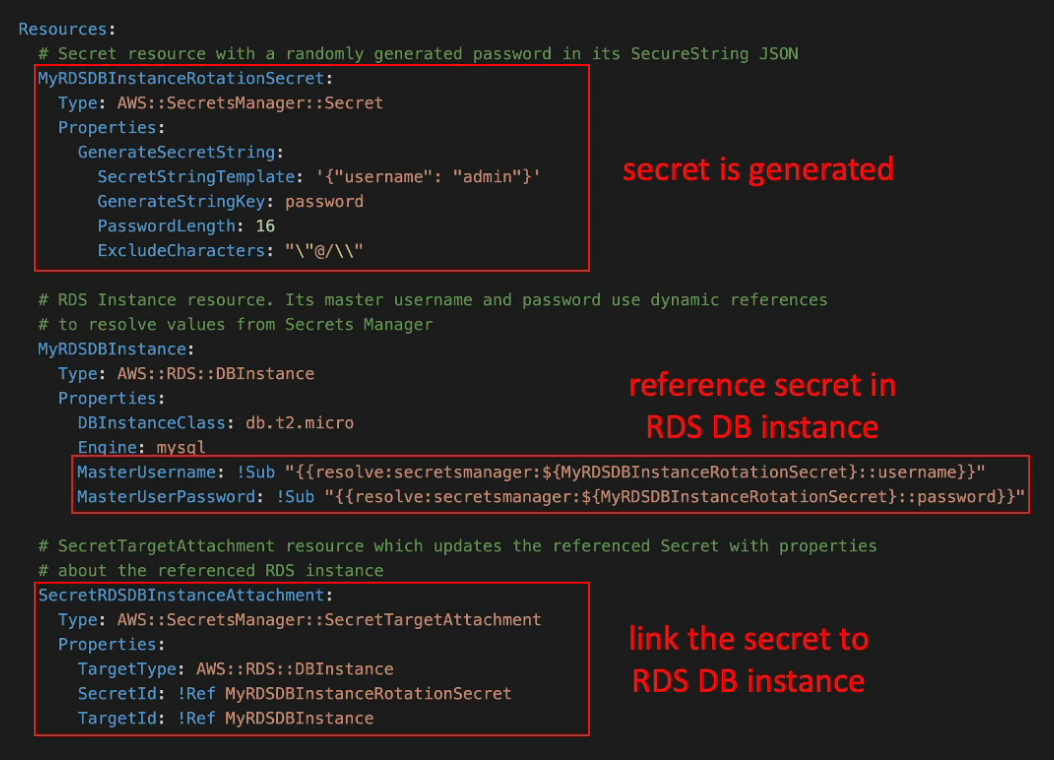 Resources:
# Secret resource with a randomly generated password in its SecureString JSON
MyRDSDBInstanceRotationSecret:
Type: AWS::SecretsManager::Secret
Properties:
GenerateSecretString:
SecretStringTemplate: '{"username": "admin"}'
GenerateStringKey: password
PasswordLength: 16
ExcludeCharacters: "\"@/\\"
secret is generated
# RDS Instance resource. Its master username and password use dynamic references
# to resolve values from Secrets Manager
MyRDSDBInstance:
Type: AWS::RDS::DBInstance
Properties:
DBInstanceClass: db.t2.micro
Engine: mysql
MasterUsername: !Sub "{{resolve:secretsmanager:${MyRDSDBInstanceRotationSecret}::username}}"
MasterUserPassword: !Sub "{{resolve:secretsmanager:${MyRDSDBInstanceRotationSecret}::password}}"
reference secret in
RDS DB instance
# SecretTargetAttachment resource which updates the referenced Secret with properties
# about the referenced RDS instance
SecretRDSDBInstanceAttachment:
Type: AWS::SecretsManager::SecretTargetAttachment
Properties:
TargetType: AWS::RDS::DBInstance
SecretId: !Ref MyRDSDBInstanceRotationSecret
TargetId: !Ref MyRDSDBInstance
link the secret to
RDS DB instance